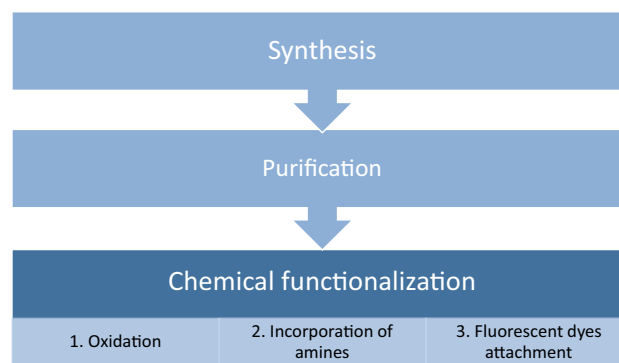 Synthesis
Purification
Chemical functionalization
1. Oxidation
2. Incorporation of
amines
3. Fluorescent dyes
attachment